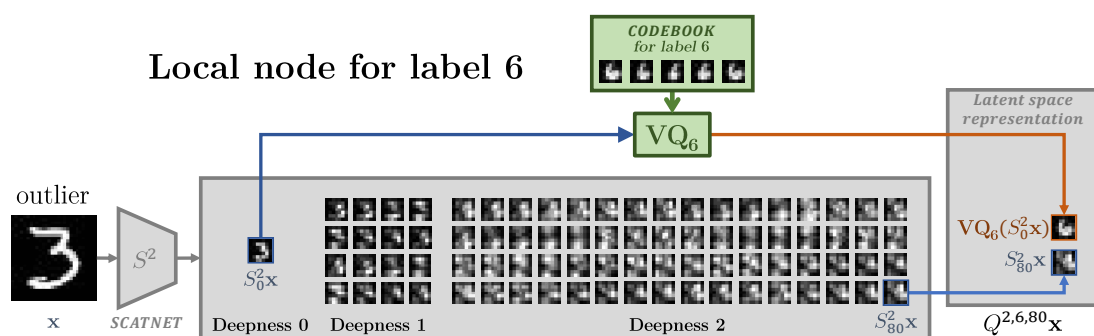 CODEBOOK
for label 6
Local node for label 6
Latent space
representation
VQ₆
outlier
S²
VQ₆(S²₀x)
S²₈₀x
S²₀x
x
SCATNET
Deepness 0
Deepness 1
Deepness 2
S²₈₀x
Q²,⁶,⁸⁰x